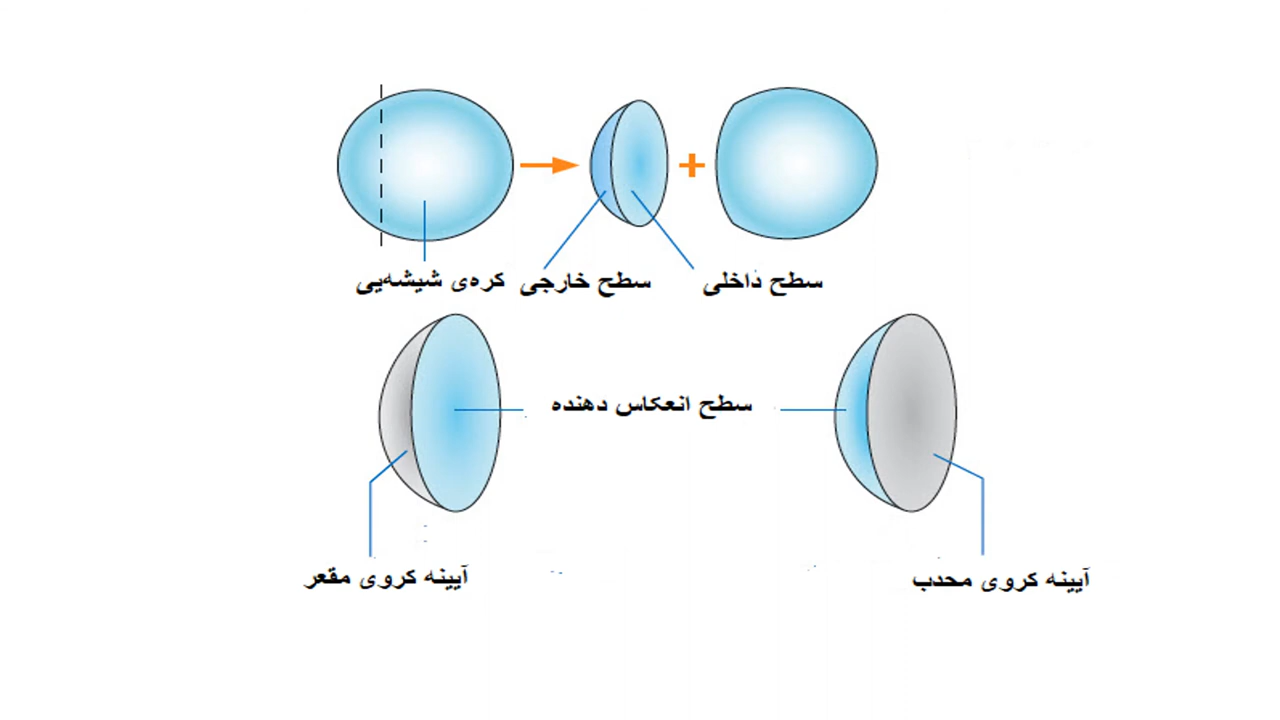 سطح داخلی
سطح خارجی
کره‌ی شیشه‌یی
سطح انعکاس دهنده
آیینه کروی محدب
آیینه کروی مقعر